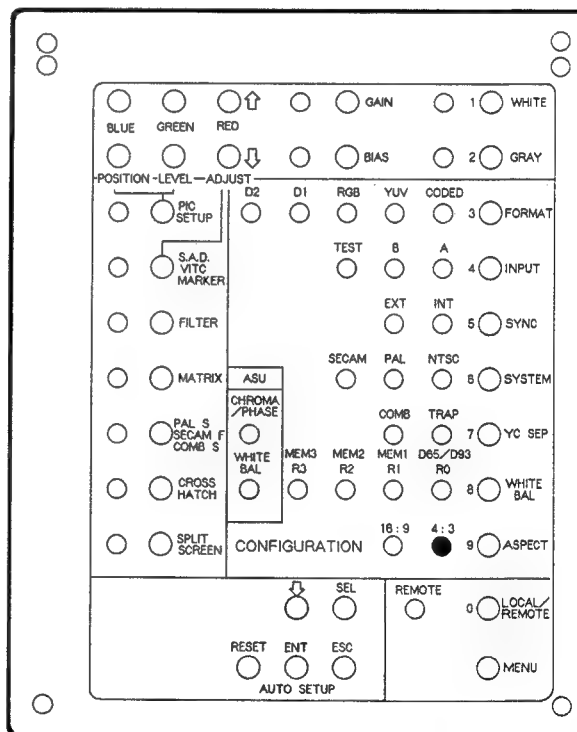 GAIN 1 WHITE
BLUE GREEN RED
BIAS 2 GRAY
POSITION LEVEL ADJUST
D2 D1 RGB YUV CODED
PIC
SETUP
3 FORMAT
TEST B A
S.A.D.
VITC
MARKER
4 INPUT
EXT INT
FILTER
5 SYNC
SECAM PAL NTSC
MATRIX
ASU
6 SYSTEM
CHROMA
/PHASE
COMB TRAP
PAL S
SECAM F
COMB S
7 YC SEP
WHITE
BAL
MEM3 MEM2 MEM1 D65/D93
R3 R2 R1 R0
CROSS
HATCH
8 WHITE
BAL
16:9 4:3
SPLIT
SCREEN
CONFIGURATION
9 ASPECT
SEL
REMOTE
0 LOCAL/
REMOTE
RESET ENT ESC
MENU
AUTO SETUP